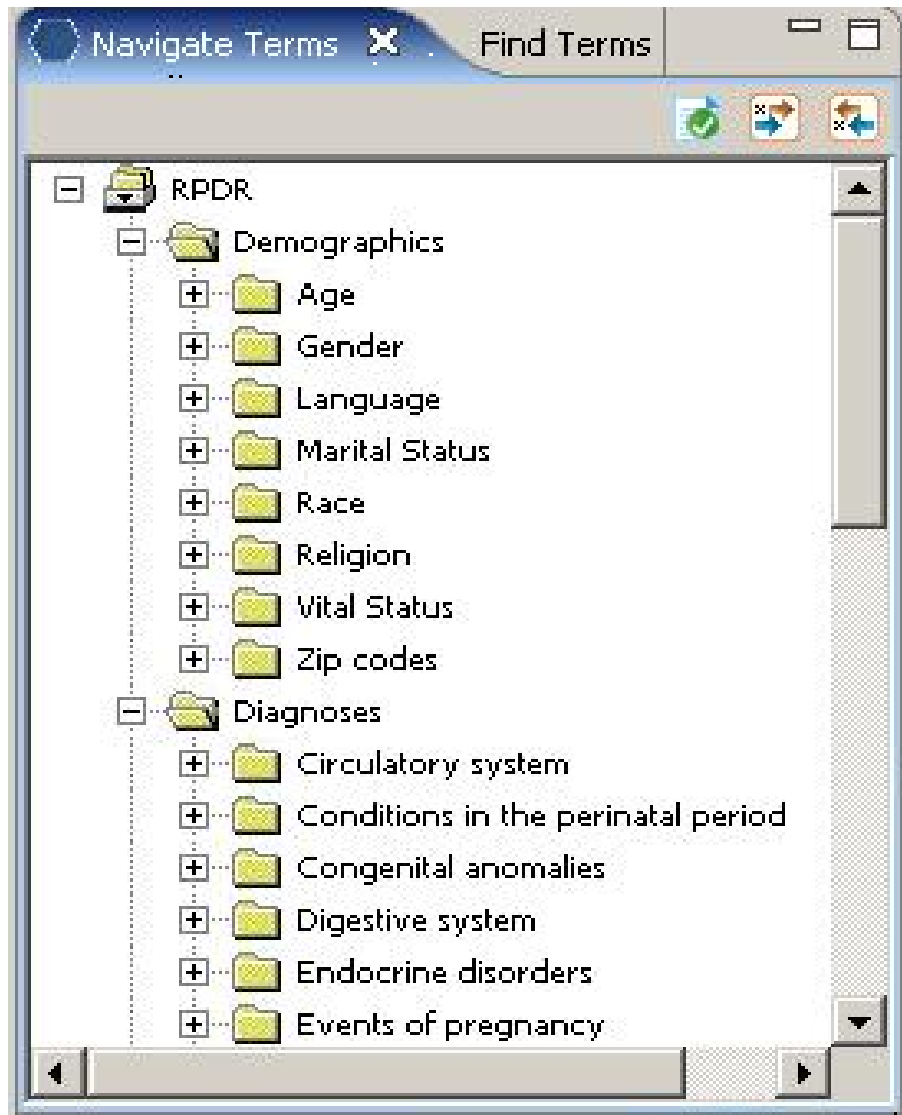 Navigate Terms Find Terms
RPDR
Demographics
Age
Gender
Language
Marital Status
Race
Religion
Vital Status
Zip codes
Diagnoses
Circulatory system
Conditions in the perinatal period
Congenital anomalies
Digestive system
Endocrine disorders
Events of pregnancy